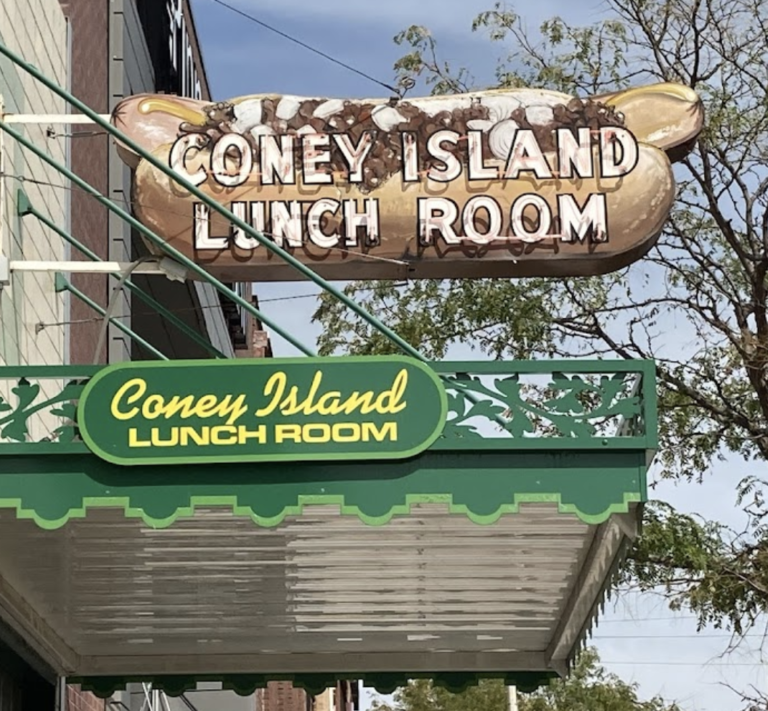 CONEY ISLAND
LUNCH ROOM
Coney Island
LUNCH ROOM